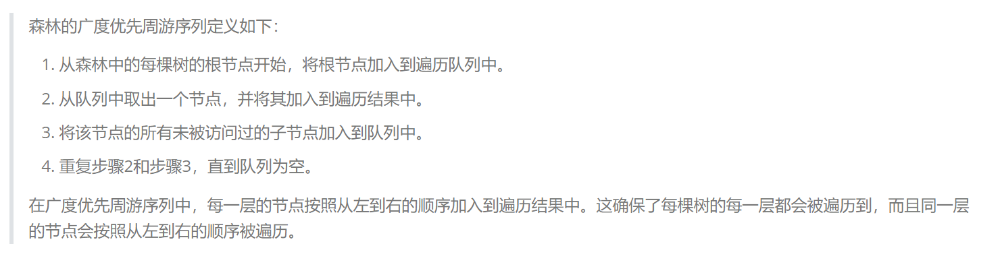 森林的广度优先周游序列定义如下：
1. 从森林中的每棵树的根节点开始，将根节点加入到遍历队列中。
2. 从队列中取出一个节点，并将其加入到遍历结果中。
3. 将该节点的所有未被访问过的子节点加入到队列中。
4. 重复步骤2和步骤3，直到队列为空。
在广度优先周游序列中，每一层的节点按照从左到右的顺序加入到遍历结果中。这确保了每棵树的每一层都会被遍历到，而且同一层
的节点会按照从左到右的顺序被遍历。